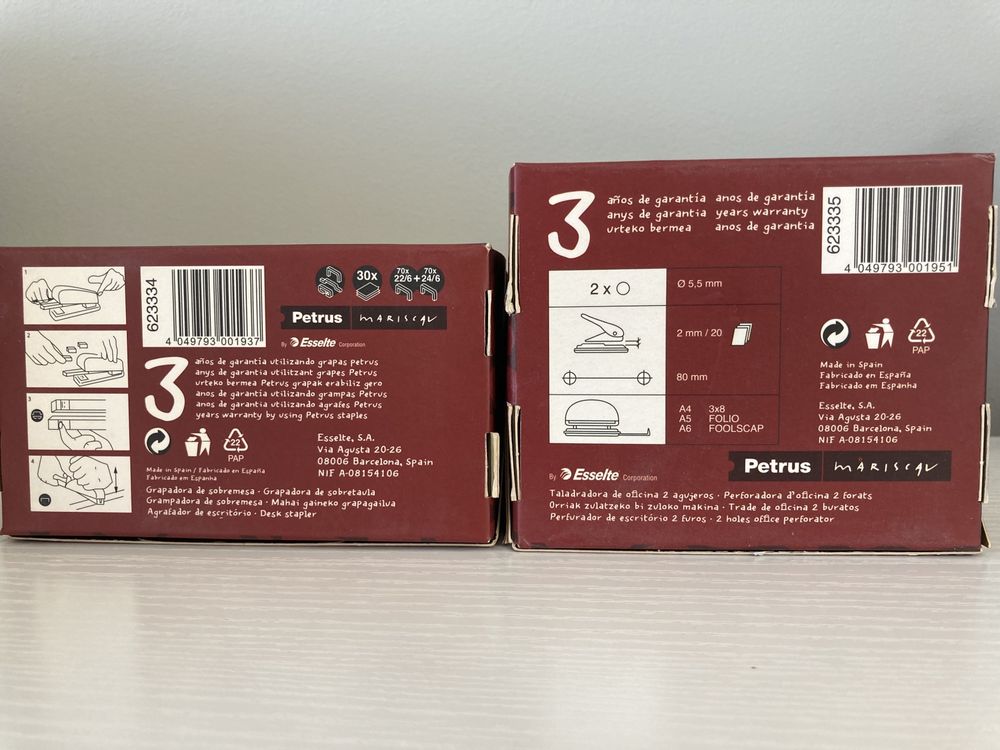 1
2
3
4
623334
4 049793 001937
30x
70x
22/6
+
70x
24/6
Petrus
MARISCAL
By Esselte Corporation
3
años de garantía utilizando grapas Petrus
anys de garantia utilitzant grapes Petrus
urteko bermea Petrus grapak erabiliz gero
anos de garantía utilizando grampas Petrus
anos de garantía utilizando agrafes Petrus
years warranty by using Petrus staples
22
PAP
Esselte, S.A.
Via Agusta 20-26
08006 Barcelona, Spain
NIF A-08154106
Made in Spain / Fabricado en España
Fabricado em Espanha
Grapadora de sobremesa · Grapadora de sobretaula
Grampadora de sobremesa · Mahai gaineko grapagailua
Agrafador de escritório · Desk stapler
3
años de garantía anos de garantía
anys de garantia years warranty
urteko bermea anos de garantia
623335
4 049793 001951
2 x
Ø 5,5 mm
2 mm / 20
80 mm
A4 3x8
A5 FOLIO
A6 FOOLSCAP
22
PAP
Made in Spain
Fabricado en España
Fabricado em Espanha
Esselte, S.A.
Via Agusta 20-26
08006 Barcelona, Spain
NIF A-08154106
By Esselte Corporation
Petrus
MARISCAL
Taladradora de oficina 2 agujeros · Perforadora d'oficina 2 forats
Orriak zulatzeko bi zuloko makina · Trade de oficina 2 buratos
Perfurador de escritório 2 furos · 2 holes office perforator